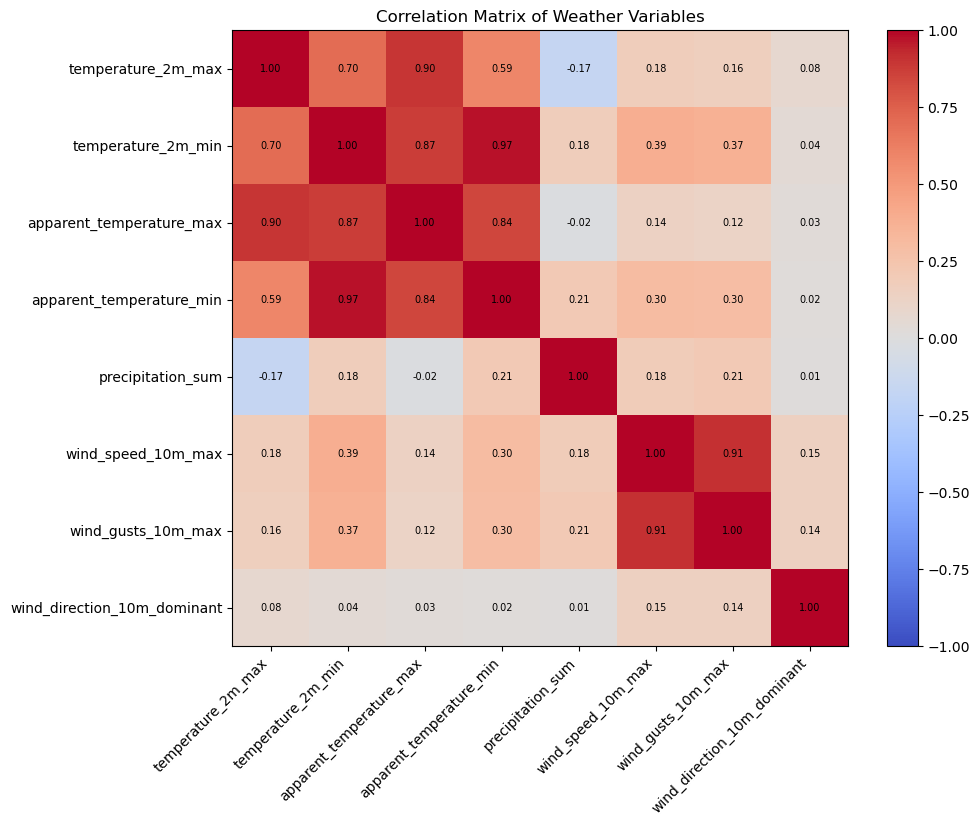 Correlation Matrix of Weather Variables
temperature_2m_max 1.00 0.70 0.90 0.59 -0.17 0.18 0.16 0.08
temperature_2m_min 0.70 1.00 0.87 0.97 0.18 0.39 0.37 0.04
apparent_temperature_max 0.90 0.87 1.00 0.84 -0.02 0.14 0.12 0.03
apparent_temperature_min 0.59 0.97 0.84 1.00 0.21 0.30 0.30 0.02
precipitation_sum -0.17 0.18 -0.02 0.21 1.00 0.18 0.21 0.01
wind_speed_10m_max 0.18 0.39 0.14 0.30 0.18 1.00 0.91 0.15
wind_gusts_10m_max 0.16 0.37 0.12 0.30 0.21 0.91 1.00 0.14
wind_direction_10m_dominant 0.08 0.04 0.03 0.02 0.01 0.15 0.14 1.00
temperature_2m_max
temperature_2m_min
apparent_temperature_max
apparent_temperature_min
precipitation_sum
wind_speed_10m_max
wind_gusts_10m_max
wind_direction_10m_dominant
1.00
0.75
0.50
0.25
0.00
−0.25
−0.50
−0.75
−1.00